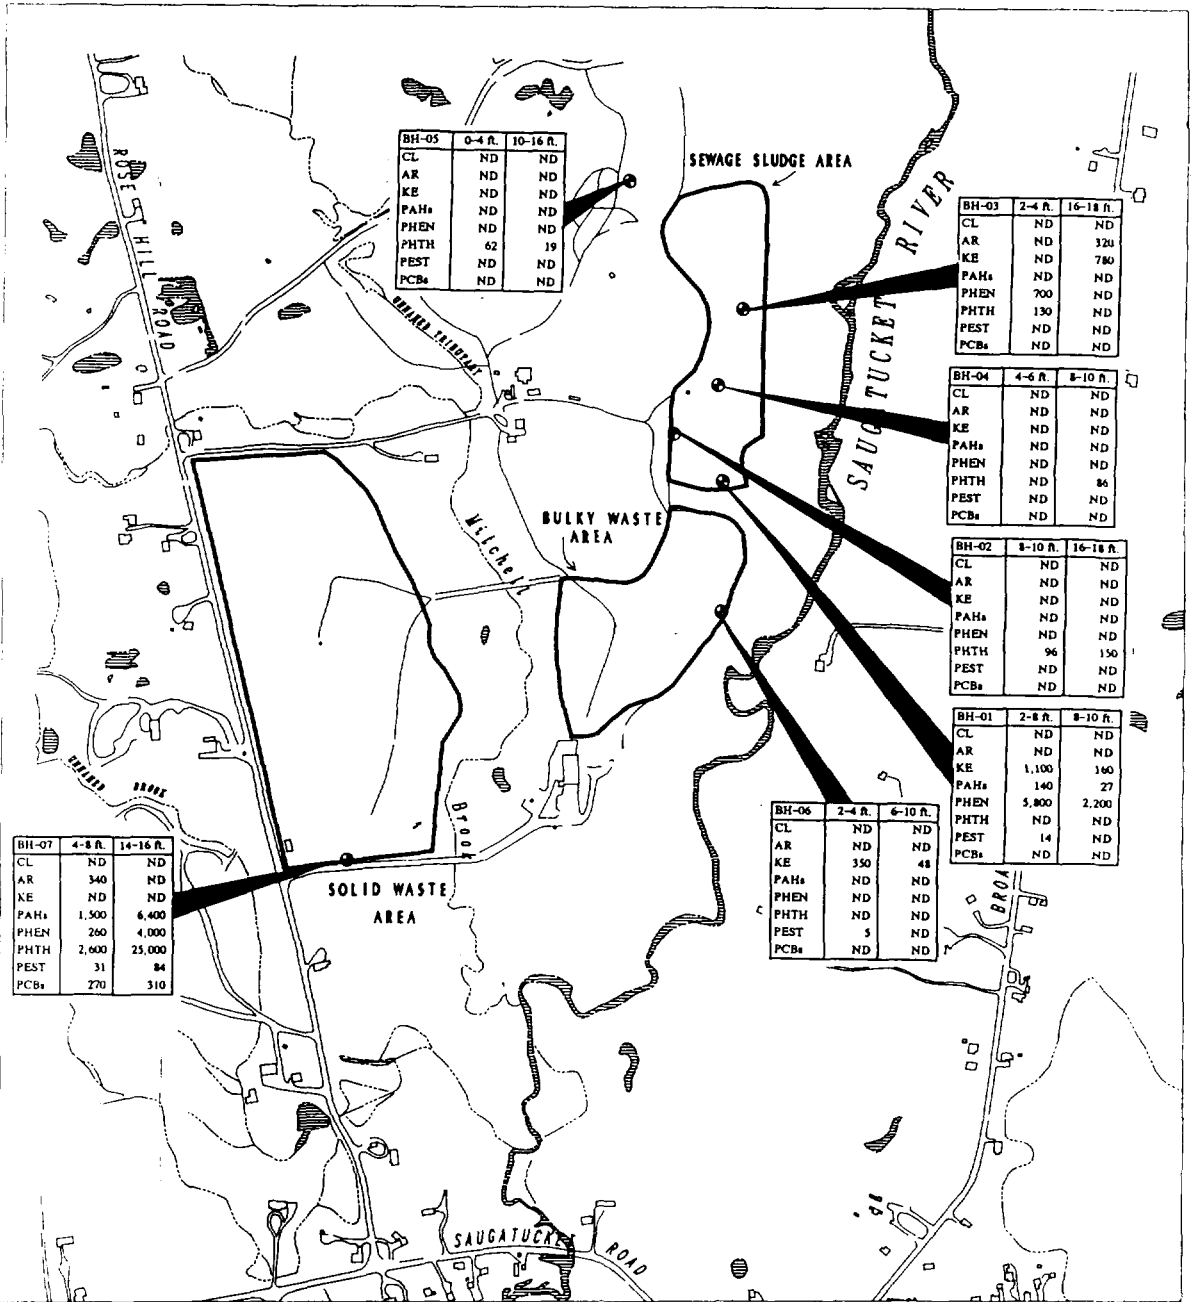 BH-05 0-4 ft. 10-16 ft.
CL ND ND
AR ND ND
KE ND ND
PAHs ND ND
PHEN ND ND
PHTH 62 19
PEST ND ND
PCBs ND ND
SEWAGE SLUDGE AREA
BH-03 2-4 ft. 16-18 ft.
CL ND ND
AR ND 320
KE ND 780
PAHs ND ND
PHEN 700 ND
PHTH 130 ND
PEST ND ND
PCBs ND ND
ROSE HILL ROAD
UNNAMED TRIBUTARY
SAUGATUCKET RIVER
BH-04 4-6 ft. 8-10 ft.
CL ND ND
AR ND ND
KE ND ND
PAHs ND ND
PHEN ND ND
PHTH ND 86
PEST ND ND
PCBs ND ND
BULKY WASTE
AREA
Mitchell
BH-02 8-10 ft. 16-18 ft.
CL ND ND
AR ND ND
KE ND ND
PAHs ND ND
PHEN ND ND
PHTH 96 150
PEST ND ND
PCBs ND ND
BH-01 2-8 ft. 8-10 ft.
CL ND ND
AR ND ND
KE 1,100 160
PAHs 140 27
PHEN 5,800 2,200
PHTH ND ND
PEST 14 ND
PCBs ND ND
UNNAMED BROOK
Brook
BH-06 2-4 ft. 6-10 ft.
CL ND ND
AR ND ND
KE 350 48
PAHs ND ND
PHEN ND ND
PHTH ND ND
PEST 5 ND
PCBs ND ND
BH-07 4-8 ft. 14-16 ft.
CL ND ND
AR 340 ND
KE ND ND
PAHs 1,500 6,400
PHEN 260 4,000
PHTH 2,600 25,000
PEST 31 84
PCBs 270 310
SOLID WASTE
AREA
BROA
SAUGATUCKET ROAD